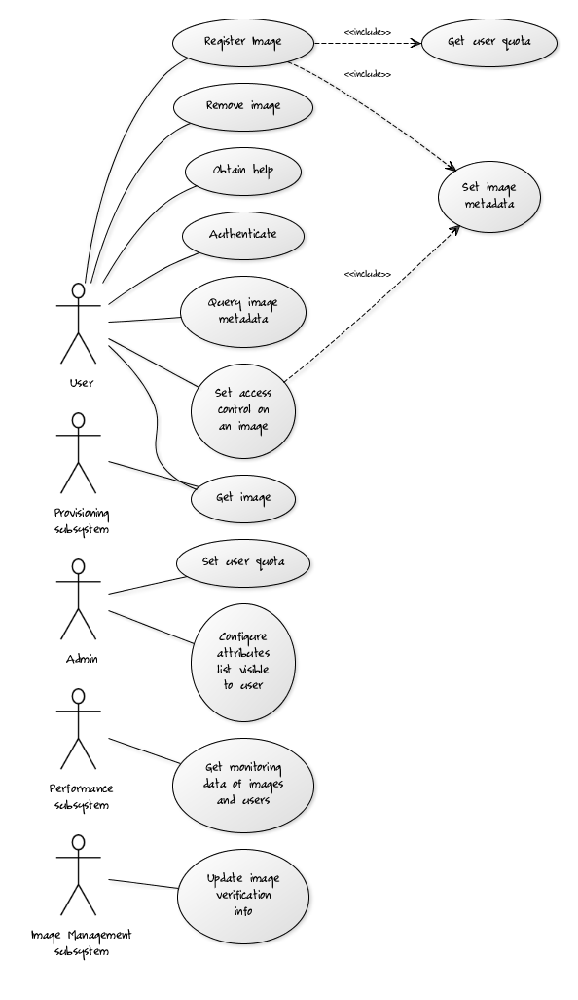 Register Image
<<include>>
Get user quota
<<include>>
Remove image
Obtain help
Set image
metadata
Authenticate
<<include>>
Query image
metadata
User
Set access
control on
an image
Get image
Provisioning
subsystem
Set user quota
Admin
Configure
attributes
list visible
to user
Performance
subsystem
Get monitoring
data of images
and users
Update image
verification
info
Image Management
subsystem